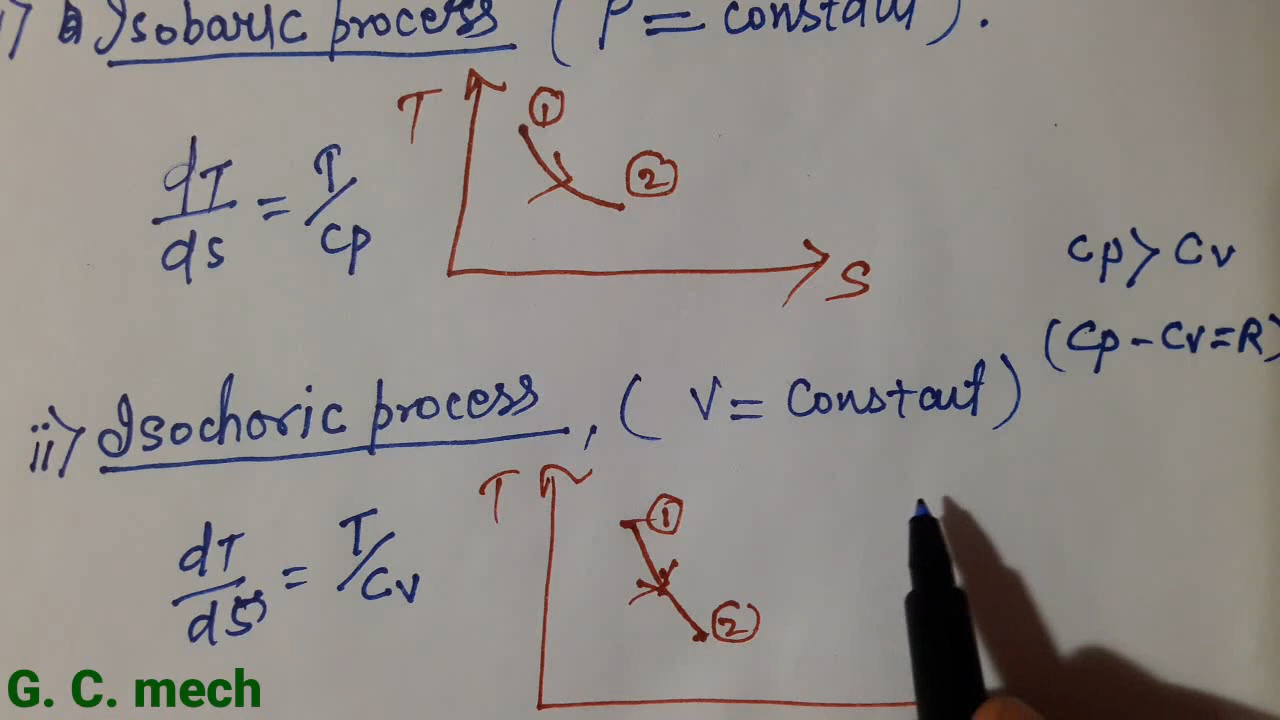 i) Isobaric process ( P = constant ).
T
①
②
dT/ds = T/Cp
S
Cp > Cv
(Cp - Cv = R)
ii) Isochoric process, ( V = Constant )
T
①
②
dT/ds = T/Cv
G. C. mech